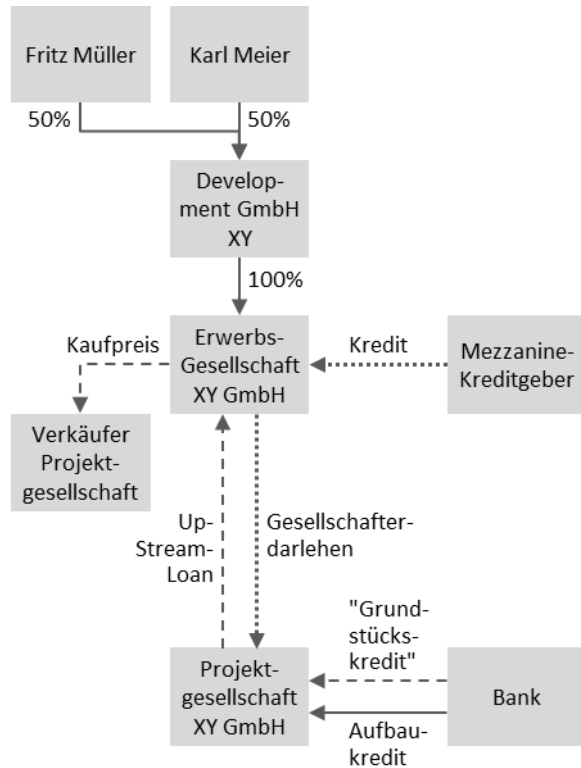 Fritz Müller
Karl Meier
50%
50%
Develop-
ment GmbH
XY
100%
Kaufpreis
Erwerbs-
Gesellschaft
XY GmbH
Kredit
Mezzanine-
Kreditgeber
Verkäufer
Projekt-
gesellschaft
Up-
Stream-
Loan
Gesellschafter-
darlehen
"Grund-
stücks-
kredit"
Projekt-
gesellschaft
XY GmbH
Bank
Aufbau-
kredit